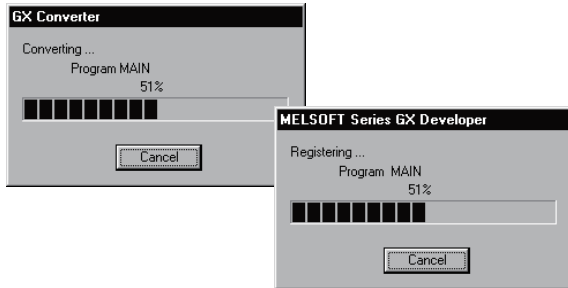 GX Converter
Converting ...
Program MAIN
51%
Cancel
MELSOFT Series GX Developer
Registering ...
Program MAIN
51%
Cancel